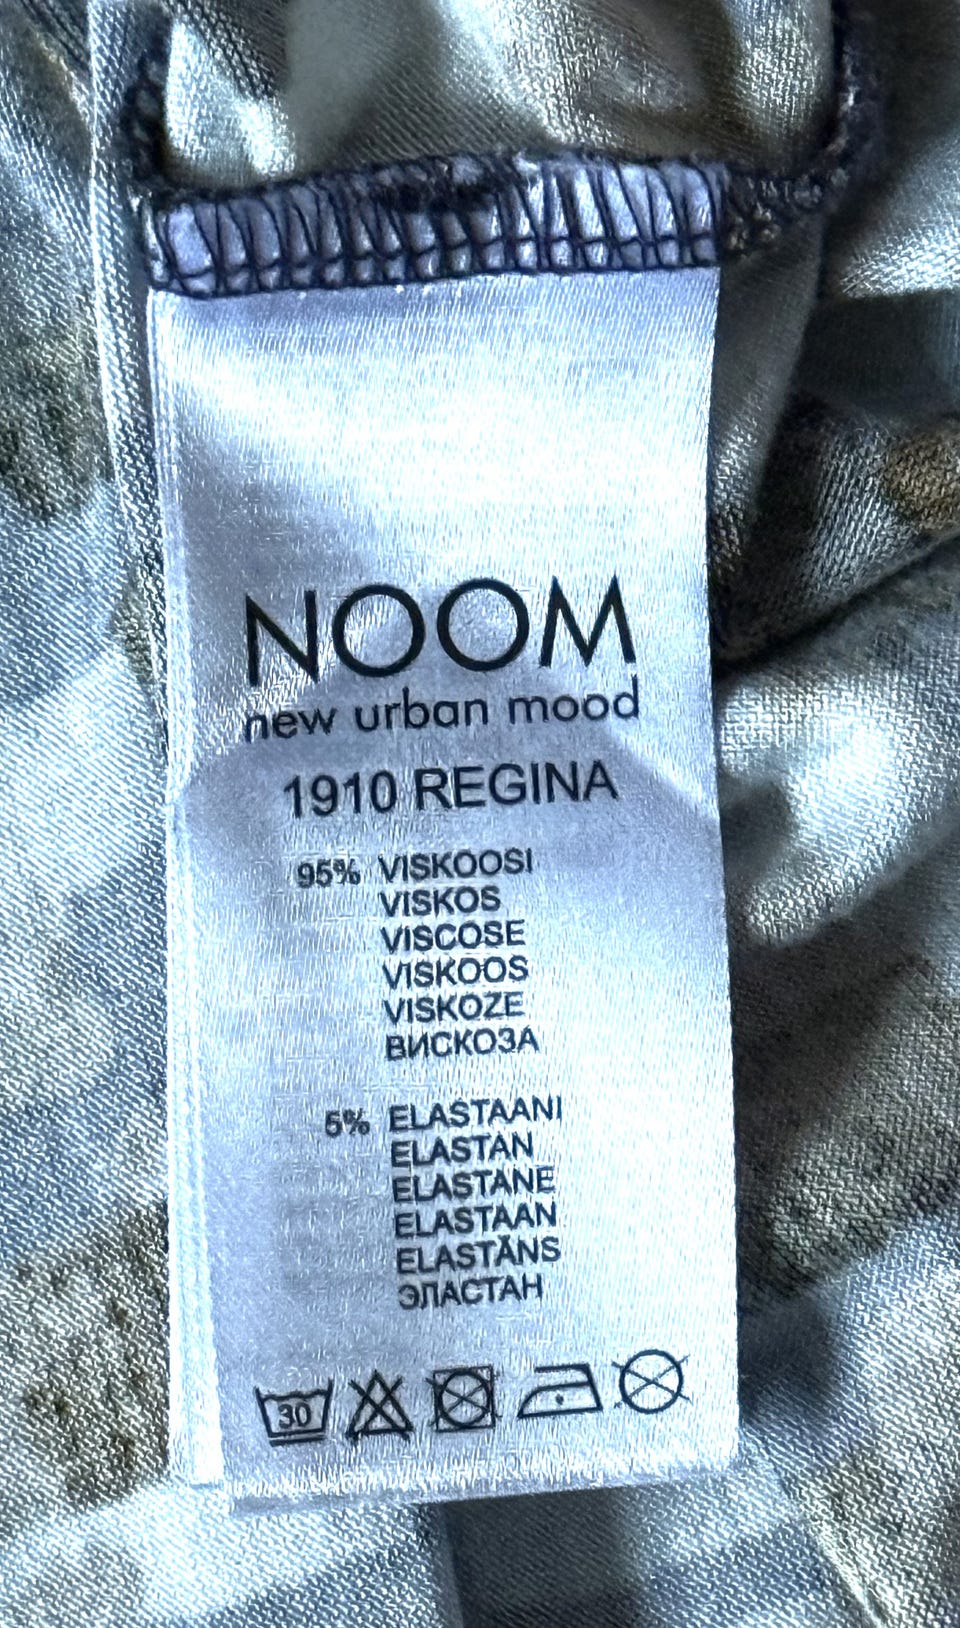 NOOM
new urban mood
1910 REGINA
95% VISKOOSI
VISKOS
VISCOSE
VISKOOS
VISKOZE
ВИСКОЗА
5% ELASTAANI
ELASTAN
ELASTANE
ELASTAAN
ELASTĀNS
ЭЛАСТАН
30